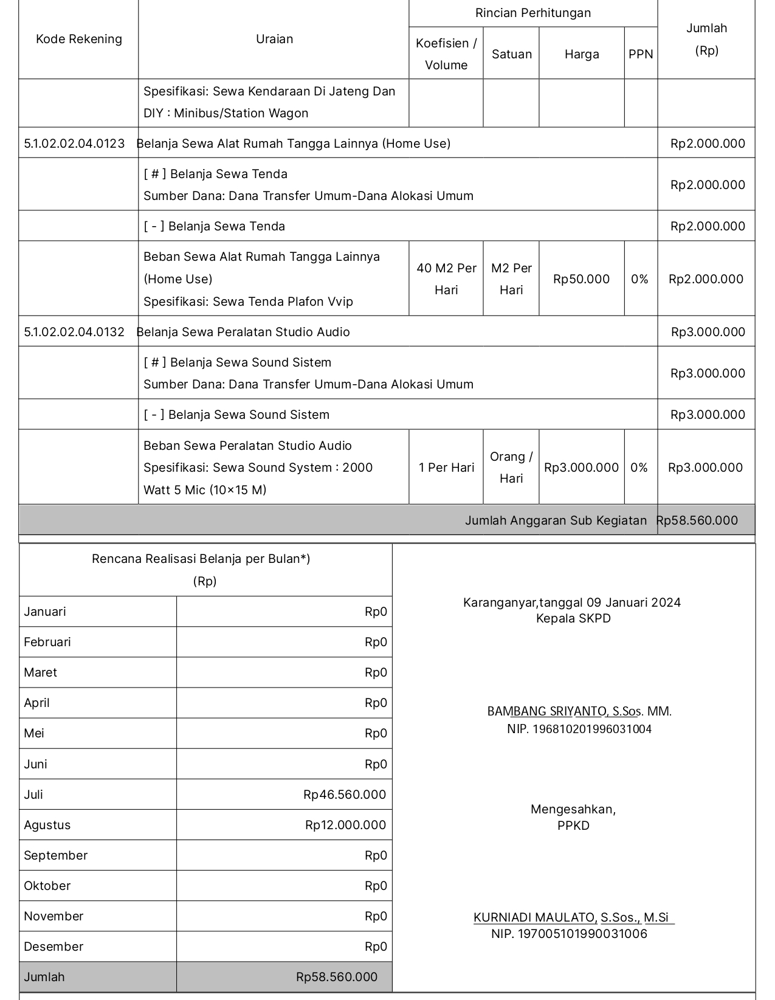 Kode Rekening
Uraian
Rincian Perhitungan
Jumlah
(Rp)
Koefisien /
Volume
Satuan
Harga
PPN
Spesifikasi: Sewa Kendaraan Di Jateng Dan
DIY : Minibus/Station Wagon
5.1.02.02.04.0123 Belanja Sewa Alat Rumah Tangga Lainnya (Home Use) Rp2.000.000
[ # ] Belanja Sewa Tenda
Sumber Dana: Dana Transfer Umum-Dana Alokasi Umum
Rp2.000.000
[ - ] Belanja Sewa Tenda Rp2.000.000
Beban Sewa Alat Rumah Tangga Lainnya
(Home Use)
Spesifikasi: Sewa Tenda Plafon Vvip
40 M2 Per
Hari
M2 Per
Hari
Rp50.000
0%
Rp2.000.000
5.1.02.02.04.0132 Belanja Sewa Peralatan Studio Audio Rp3.000.000
[ # ] Belanja Sewa Sound Sistem
Sumber Dana: Dana Transfer Umum-Dana Alokasi Umum
Rp3.000.000
[ - ] Belanja Sewa Sound Sistem Rp3.000.000
Beban Sewa Peralatan Studio Audio
Spesifikasi: Sewa Sound System : 2000
Watt 5 Mic (10×15 M)
1 Per Hari
Orang /
Hari
Rp3.000.000
0%
Rp3.000.000
Jumlah Anggaran Sub Kegiatan Rp58.560.000
Rencana Realisasi Belanja per Bulan*)
(Rp)
Januari Rp0
Februari Rp0
Maret Rp0
April Rp0
Mei Rp0
Juni Rp0
Juli Rp46.560.000
Agustus Rp12.000.000
September Rp0
Oktober Rp0
November Rp0
Desember Rp0
Jumlah Rp58.560.000
Karanganyar,tanggal 09 Januari 2024
Kepala SKPD
BAMBANG SRIYANTO, S.Sos. MM.
NIP. 196810201996031004
Mengesahkan,
PPKD
KURNIADI MAULATO, S.Sos., M.Si
NIP. 197005101990031006